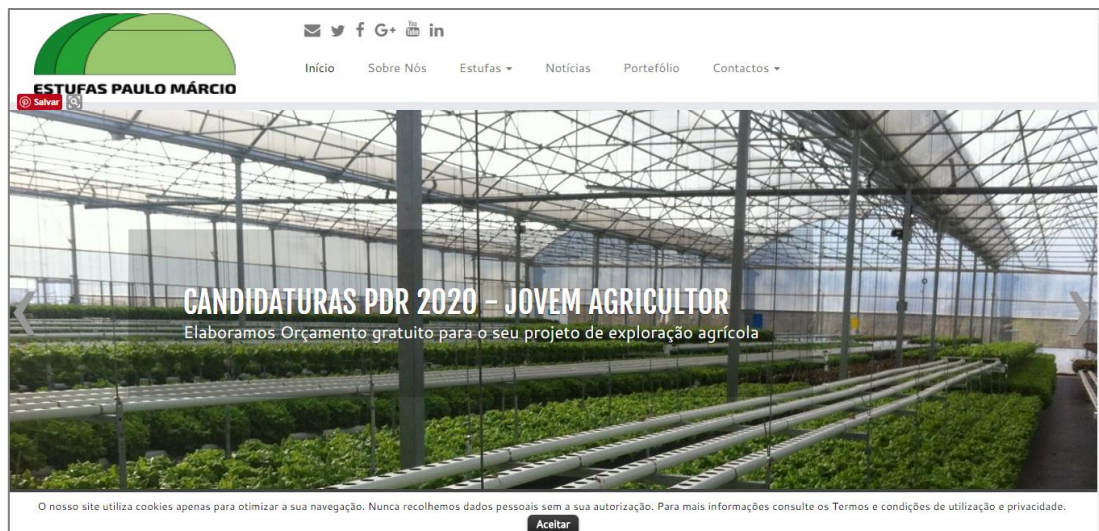 ESTUFAS PAULO MÁRCIO
Salvar
Início Sobre Nós Estufas Notícias Portefólio Contactos
CANDIDATURAS PDR 2020 - JOVEM AGRICULTOR
Elaboramos Orçamento gratuito para o seu projeto de exploração agrícola
O nosso site utiliza cookies apenas para otimizar a sua navegação. Nunca recolhemos dados pessoais sem a sua autorização. Para mais informações consulte os Termos e condições de utilização e privacidade.
Aceitar